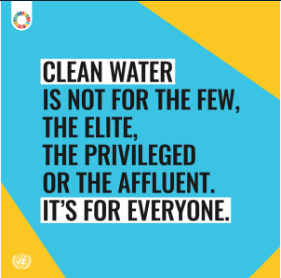 CLEAN WATER
IS NOT FOR THE FEW,
THE ELITE,
THE PRIVILEGED
OR THE AFFLUENT.
IT'S FOR EVERYONE.